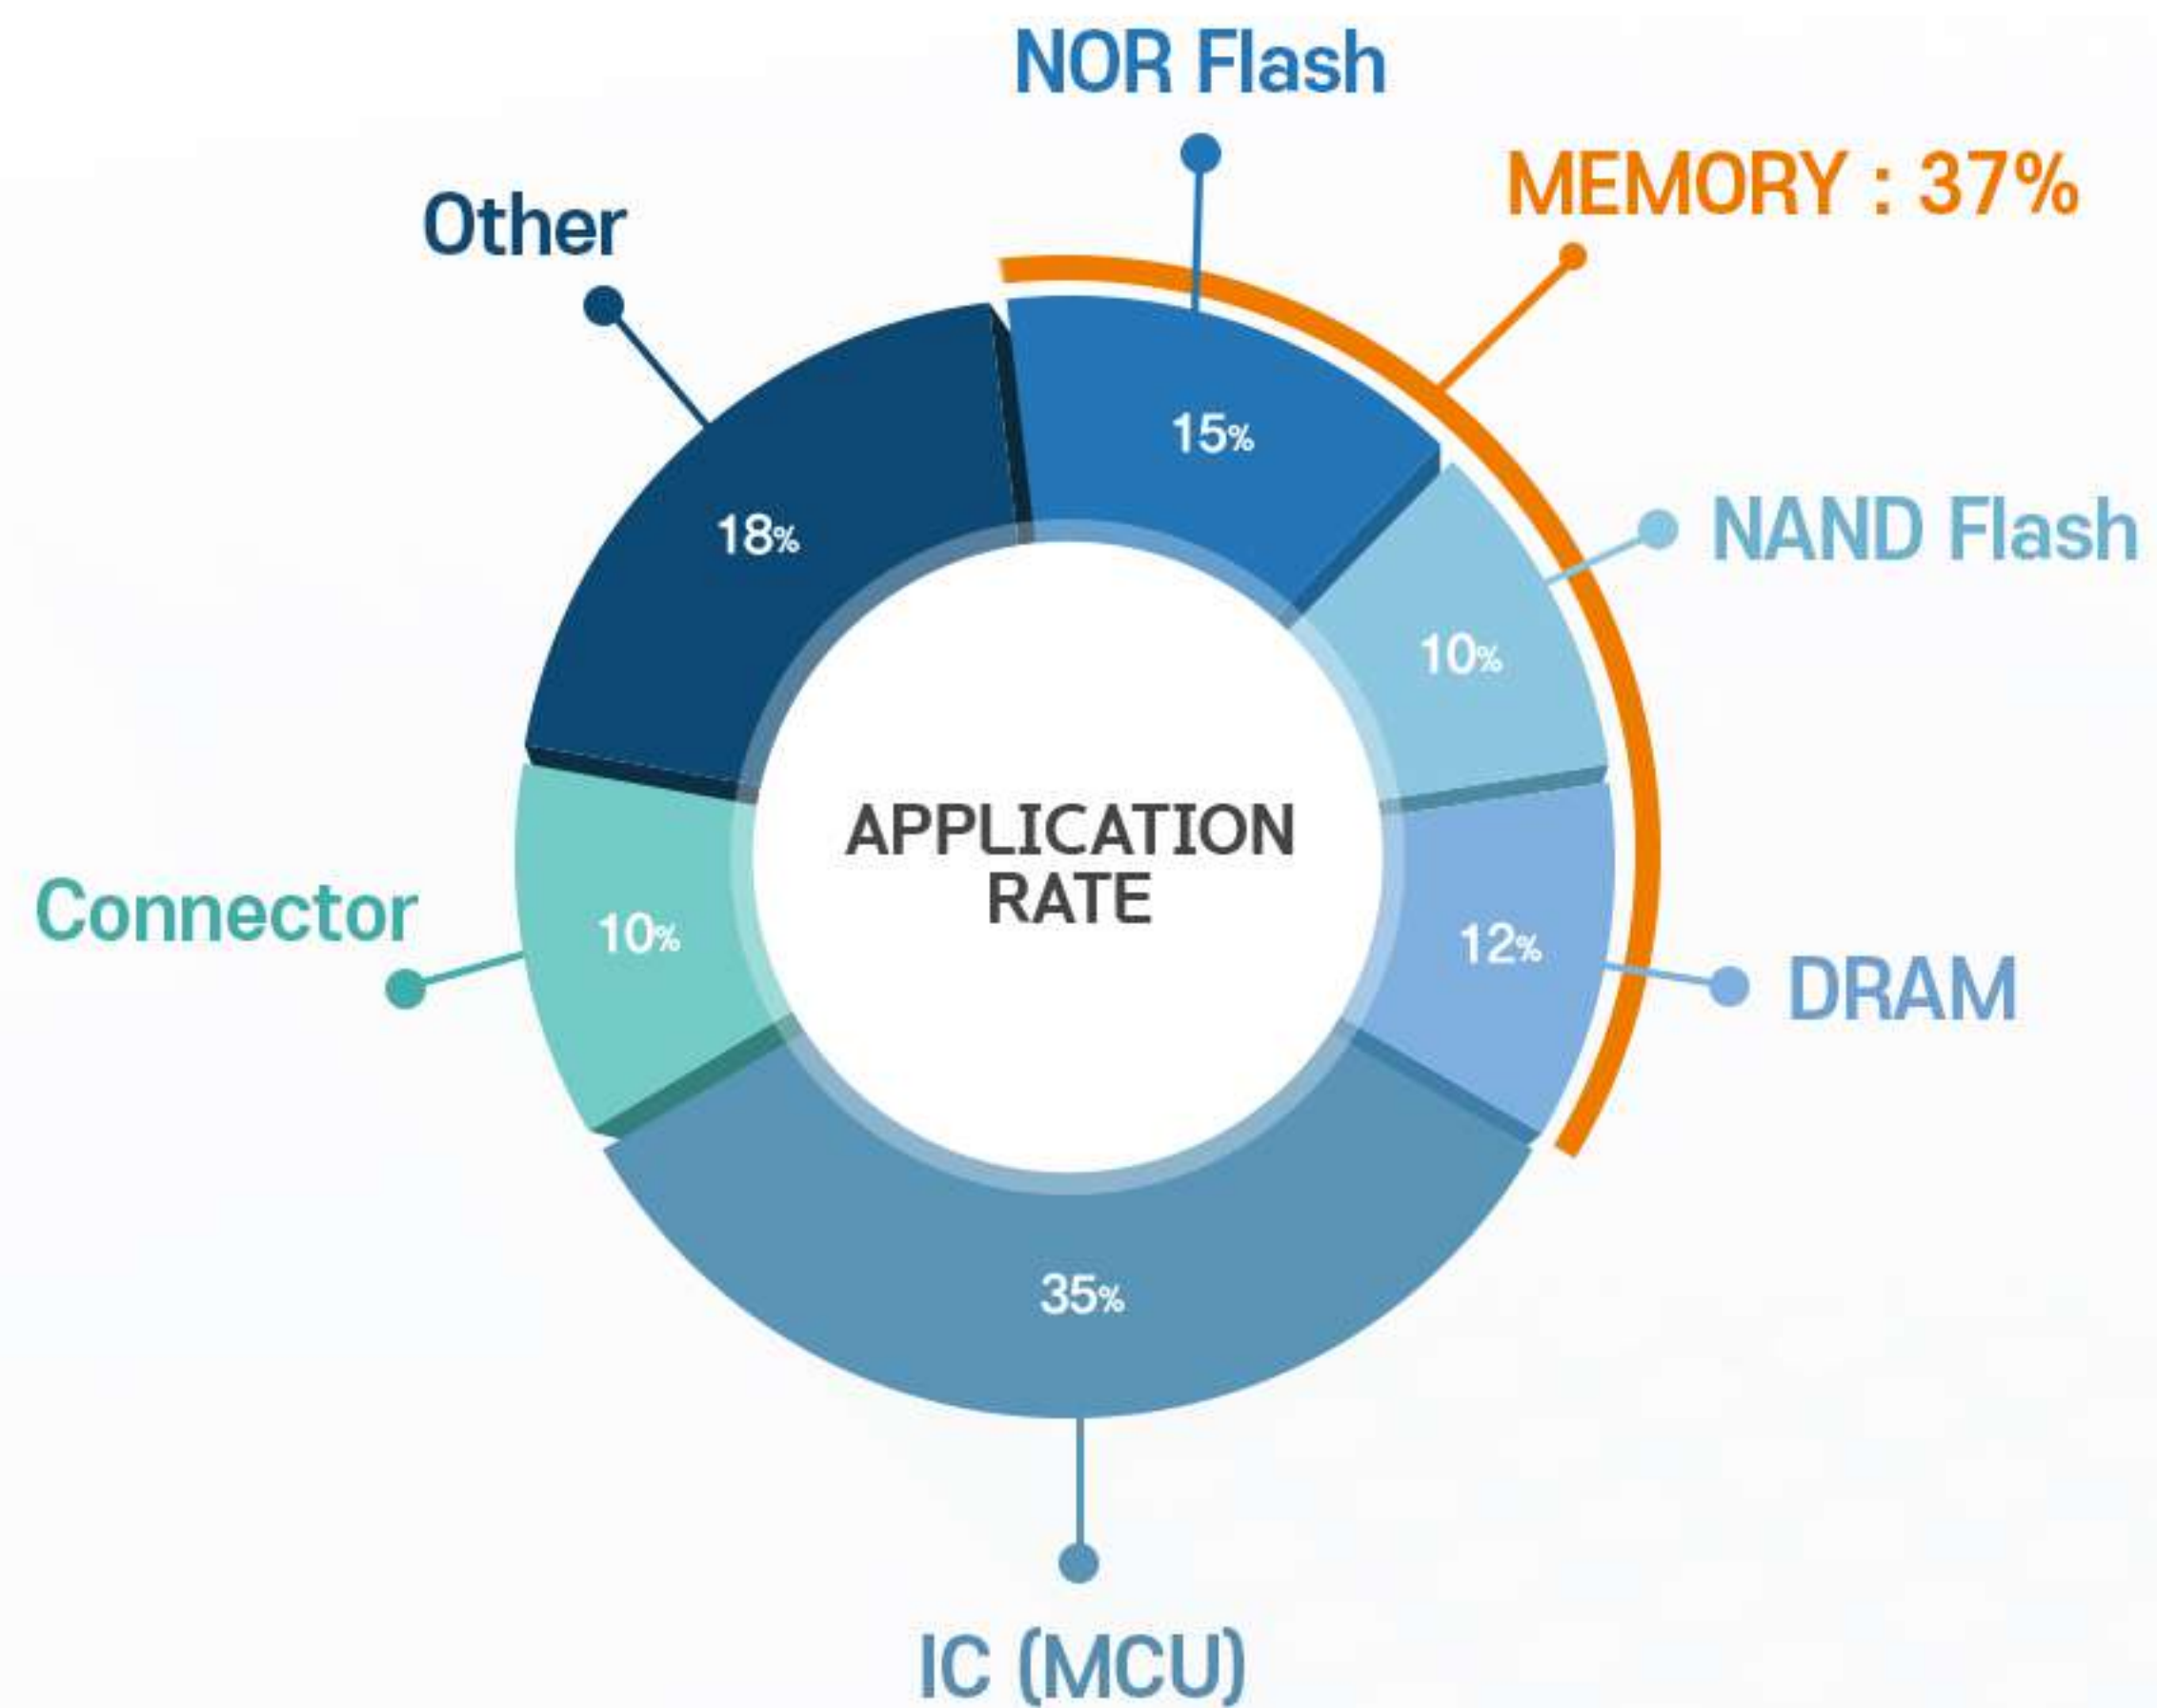 NOR Flash
MEMORY : 37%
Other
15%
NAND Flash
18%
10%
APPLICATION
RATE
Connector
10%
12%
DRAM
35%
IC (MCU)